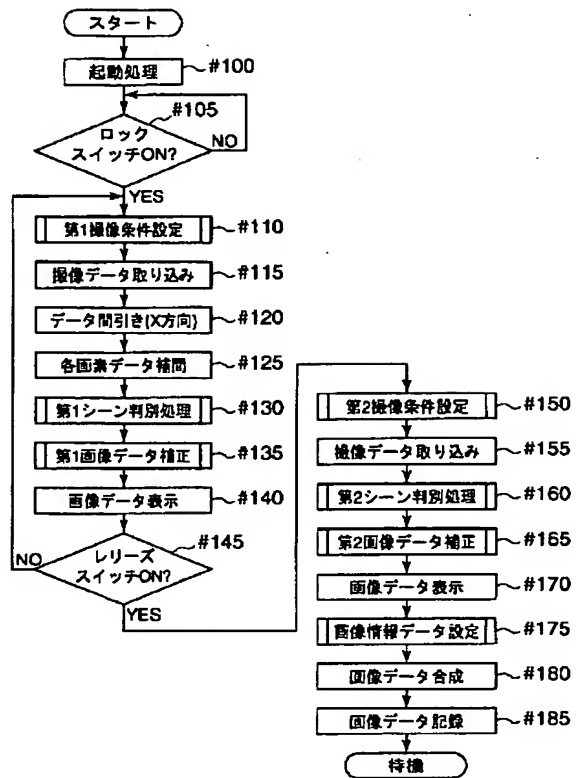 スタート
起動処理 #100
#105
ロック
スイッチON?
NO
YES
第1撮像条件設定 #110
撮像データ取り込み #115
データ間引き(X方向) #120
各画素データ補間 #125
第1シーン判別処理 #130
第1画像データ補正 #135
画像データ表示 #140
#145
NO
レリーズ
スイッチON?
YES
第2撮像条件設定 #150
撮像データ取り込み #155
第2シーン判別処理 #160
第2画像データ補正 #165
画像データ表示 #170
画像情報データ設定 #175
画像データ合成 #180
画像データ記録 #185
待機